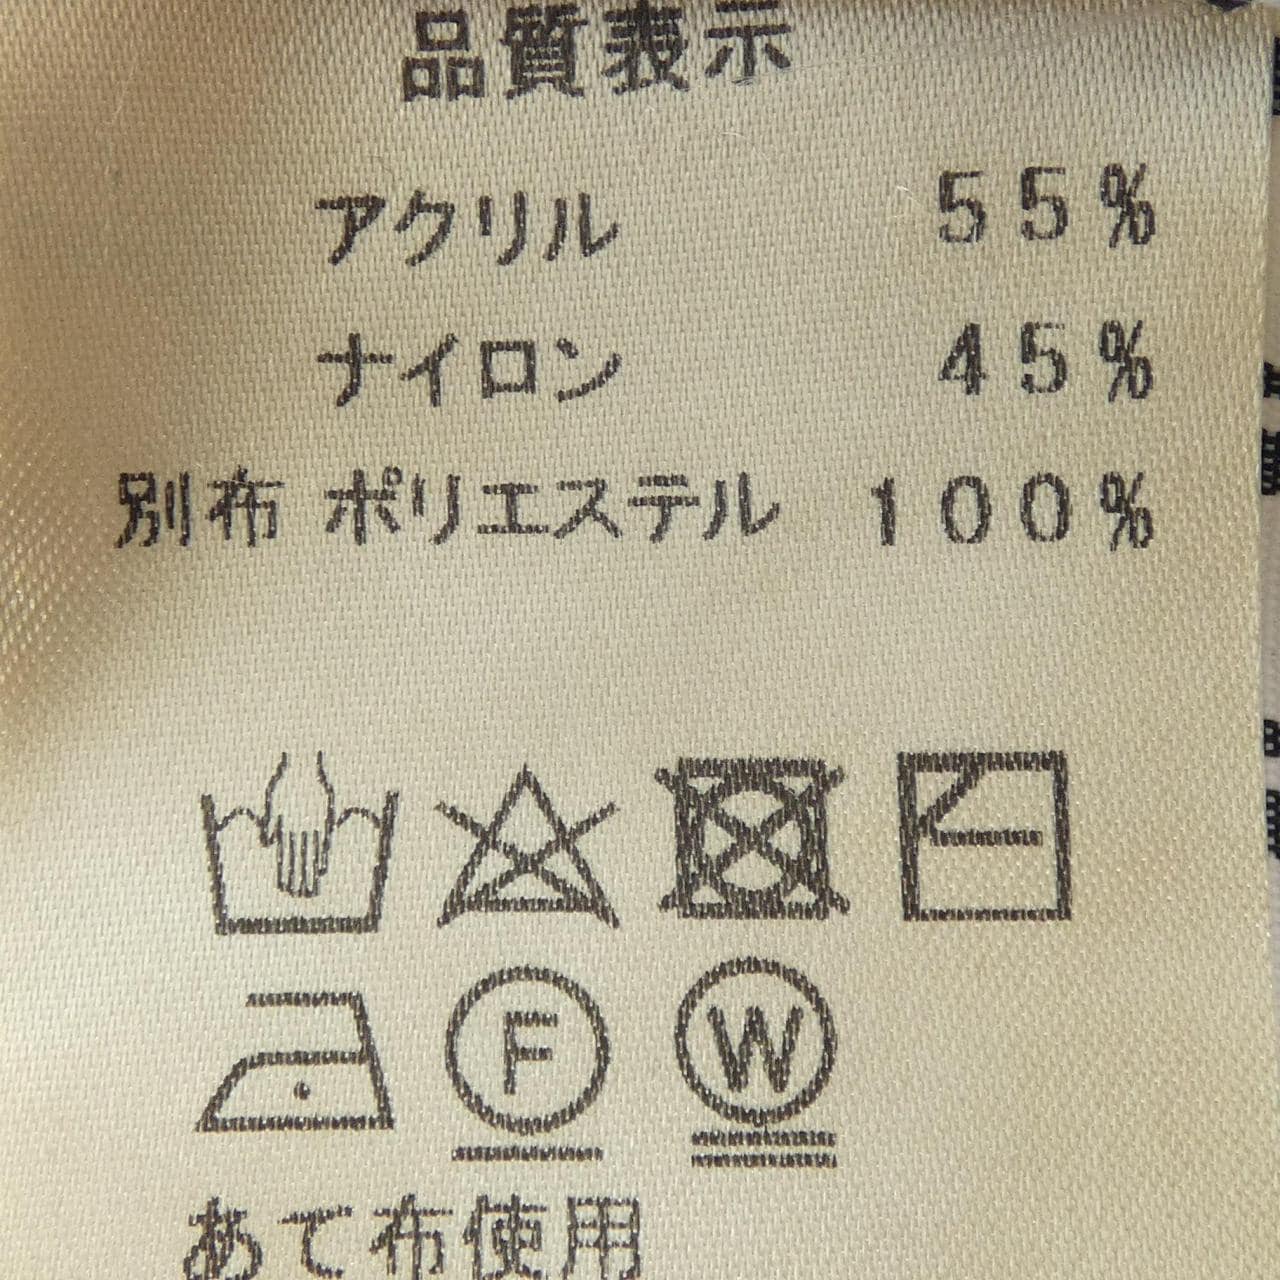 品質表示
アクリル 55%
ナイロン 45%
別布 ポリエステル 100%
F W
あて布使用